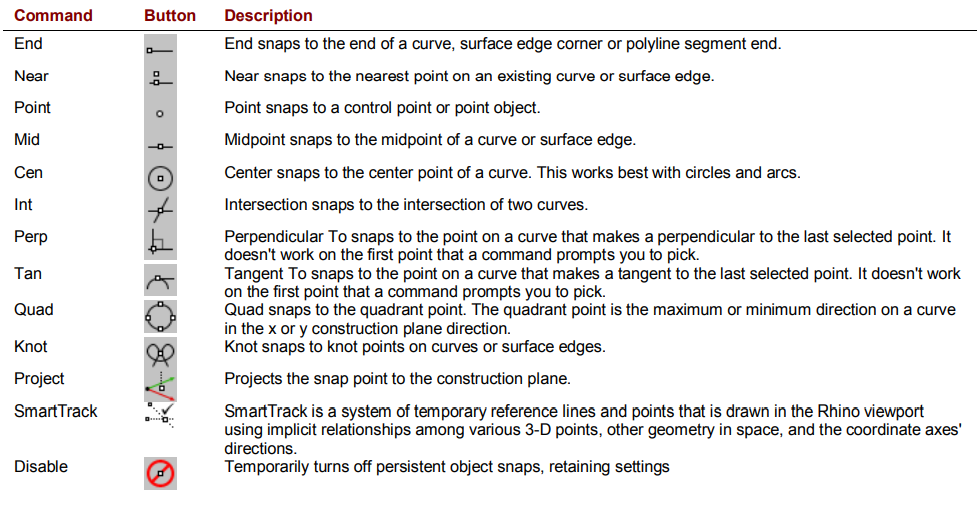 Command Button Description
End End snaps to the end of a curve, surface edge corner or polyline segment end.
Near Near snaps to the nearest point on an existing curve or surface edge.
Point Point snaps to a control point or point object.
Mid Midpoint snaps to the midpoint of a curve or surface edge.
Cen Center snaps to the center point of a curve. This works best with circles and arcs.
Int Intersection snaps to the intersection of two curves.
Perp Perpendicular To snaps to the point on a curve that makes a perpendicular to the last selected point. It
doesn't work on the first point that a command prompts you to pick.
Tan Tangent To snaps to the point on a curve that makes a tangent to the last selected point. It doesn't work
on the first point that a command prompts you to pick.
Quad Quad snaps to the quadrant point. The quadrant point is the maximum or minimum direction on a curve
in the x or y construction plane direction.
Knot Knot snaps to knot points on curves or surface edges.
Project Projects the snap point to the construction plane.
SmartTrack SmartTrack is a system of temporary reference lines and points that is drawn in the Rhino viewport
using implicit relationships among various 3-D points, other geometry in space, and the coordinate axes'
directions.
Disable Temporarily turns off persistent object snaps, retaining settings